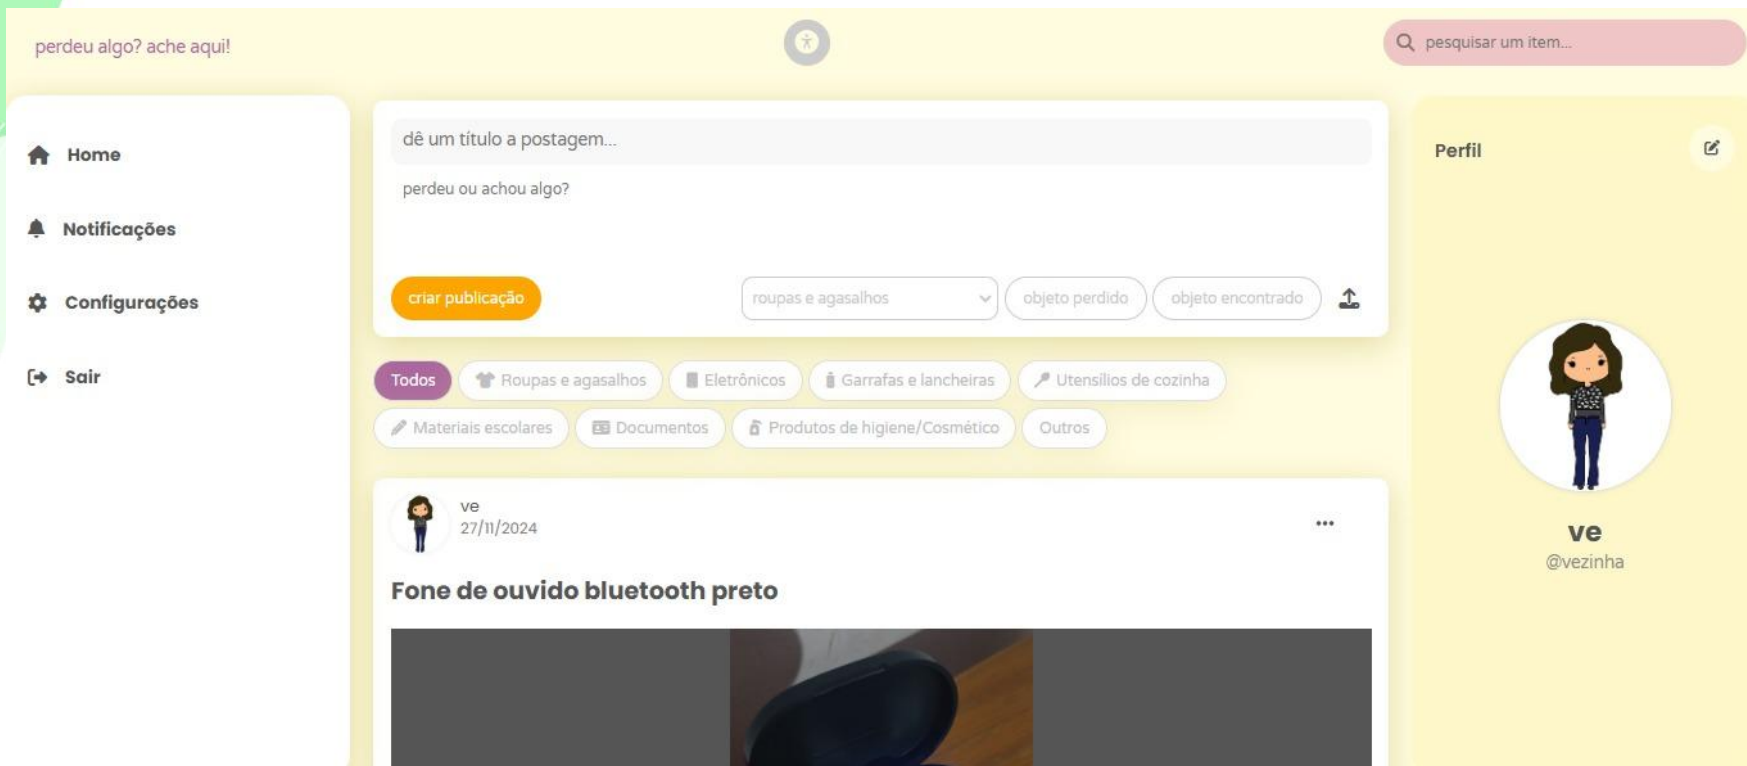 perdeu algo? ache aqui!
pesquisar um item...
Home
Notificações
Configurações
Sair
dê um título a postagem...
perdeu ou achou algo?
criar publicação
roupas e agasalhos
objeto perdido
objeto encontrado
Todos
Roupas e agasalhos
Eletrônicos
Garrafas e lancheiras
Utensílios de cozinha
Materiais escolares
Documentos
Produtos de higiene/Cosmético
Outros
ve
27/11/2024
Fone de ouvido bluetooth preto
Perfil
ve
@vezinha